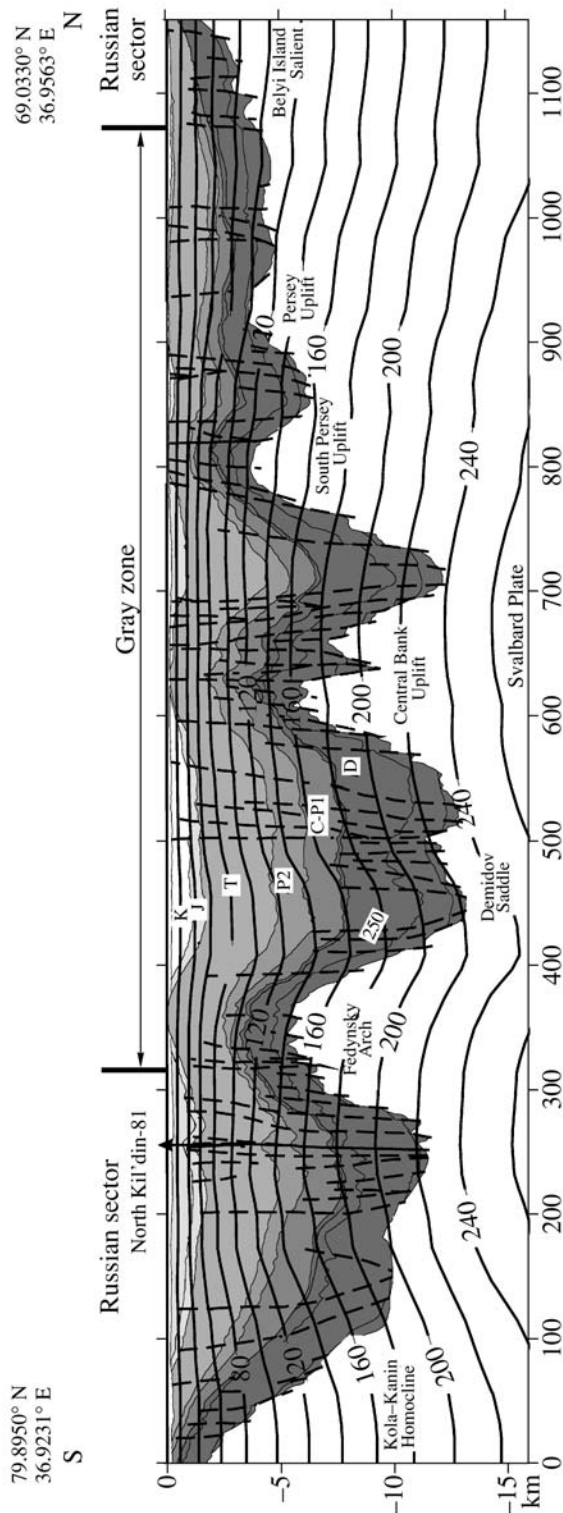 79.8950° N
36.9231° E
69.0330° N
36.9563° E
S
N
Russian sector
Gray zone
Russian
sector
North Kil'din-81
0
−5
−10
−15
km
K
J
T
P2
C-P1
D
80
120
160
200
240
120
160
200
250
240
120
160
200
120
160
200
240
Kola–Kanin
Homocline
Fedynsky
Arch
Demidov
Saddle
Central Bank
Uplift
Svalbard Plate
South Persey
Uplift
Persey
Uplift
Belyi Island
Salient
0
100
200
300
400
500
600
700
800
900
1000
1100